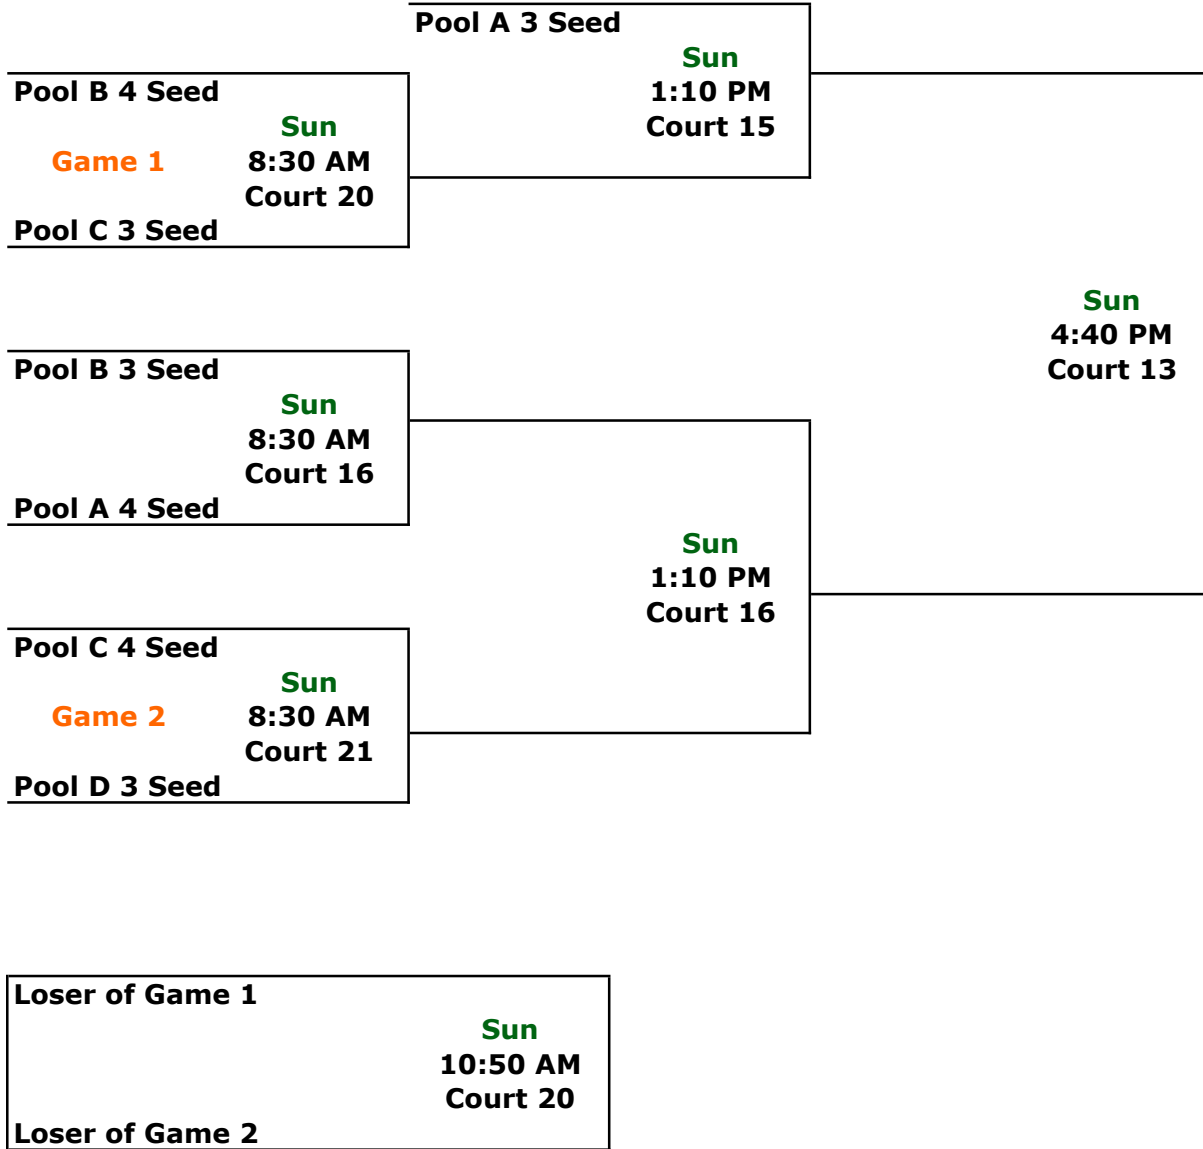 Pool A 3 Seed
Sun
1:10 PM
Court 15
Pool B 4 Seed
Sun
Game 1 8:30 AM
Court 20
Pool C 3 Seed
Sun
4:40 PM
Court 13
Pool B 3 Seed
Sun
8:30 AM
Court 16
Pool A 4 Seed
Sun
1:10 PM
Court 16
Pool C 4 Seed
Sun
Game 2 8:30 AM
Court 21
Pool D 3 Seed
Loser of Game 1
Sun
10:50 AM
Court 20
Loser of Game 2